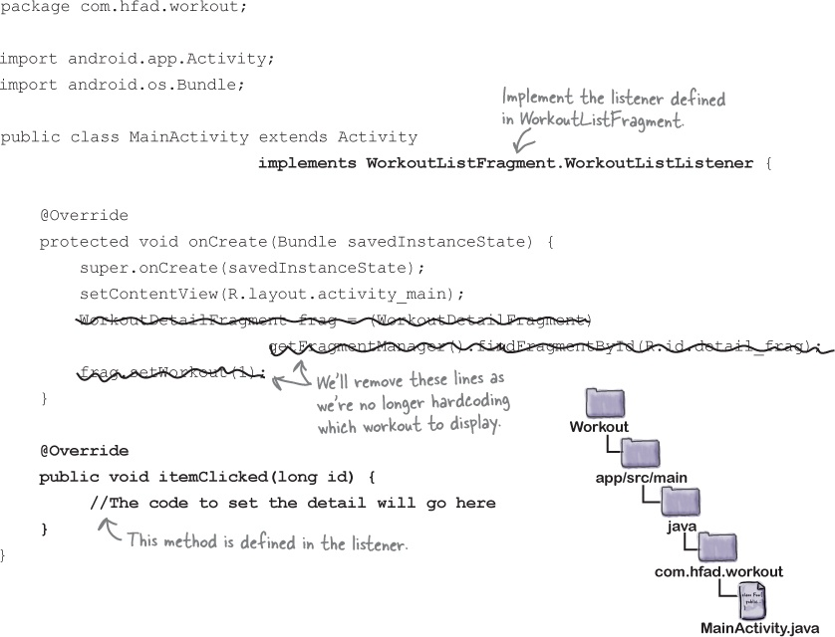 package com.hfad.workout;
import android.app.Activity;
import android.os.Bundle;
Implement the listener defined
in WorkoutListFragment.
public class MainActivity extends Activity
implements WorkoutListFragment.WorkoutListListener {
@Override
protected void onCreate(Bundle savedInstanceState) {
super.onCreate(savedInstanceState);
setContentView(R.layout.activity_main);
WorkoutDetailFragment frag = (WorkoutDetailFragment)
getFragmentManager().findFragmentById(R.id.detail_frag);
frag.setWorkout(1);
We'll remove these lines as
we're no longer hardcoding
which workout to display.
}
@Override
public void itemClicked(long id) {
//The code to set the detail will go here
}
This method is defined in the listener.
}
Workout
app/src/main
java
com.hfad.workout
MainActivity.java